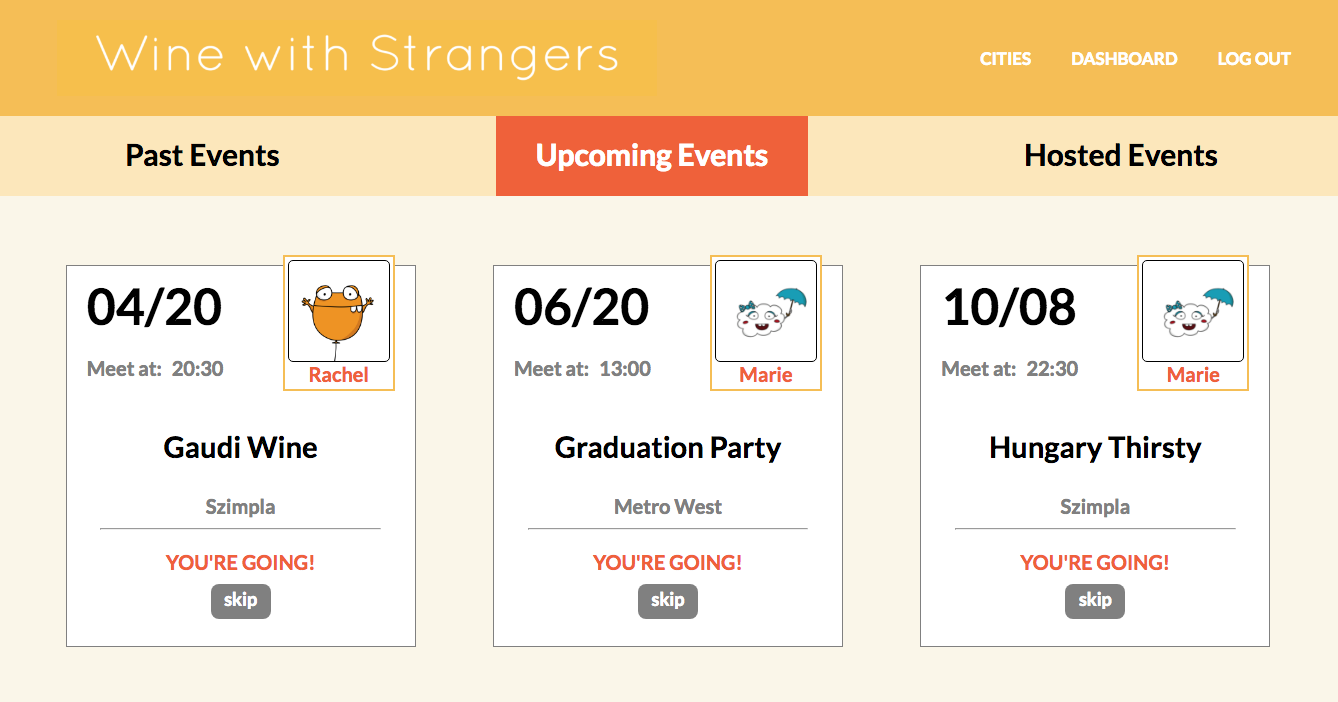 Wine with Strangers
CITIES DASHBOARD LOG OUT
Past Events Upcoming Events Hosted Events
04/20
Meet at: 20:30
Rachel
Gaudi Wine
Szimpla
YOU'RE GOING!
skip
06/20
Meet at: 13:00
Marie
Graduation Party
Metro West
YOU'RE GOING!
skip
10/08
Meet at: 22:30
Marie
Hungary Thirsty
Szimpla
YOU'RE GOING!
skip